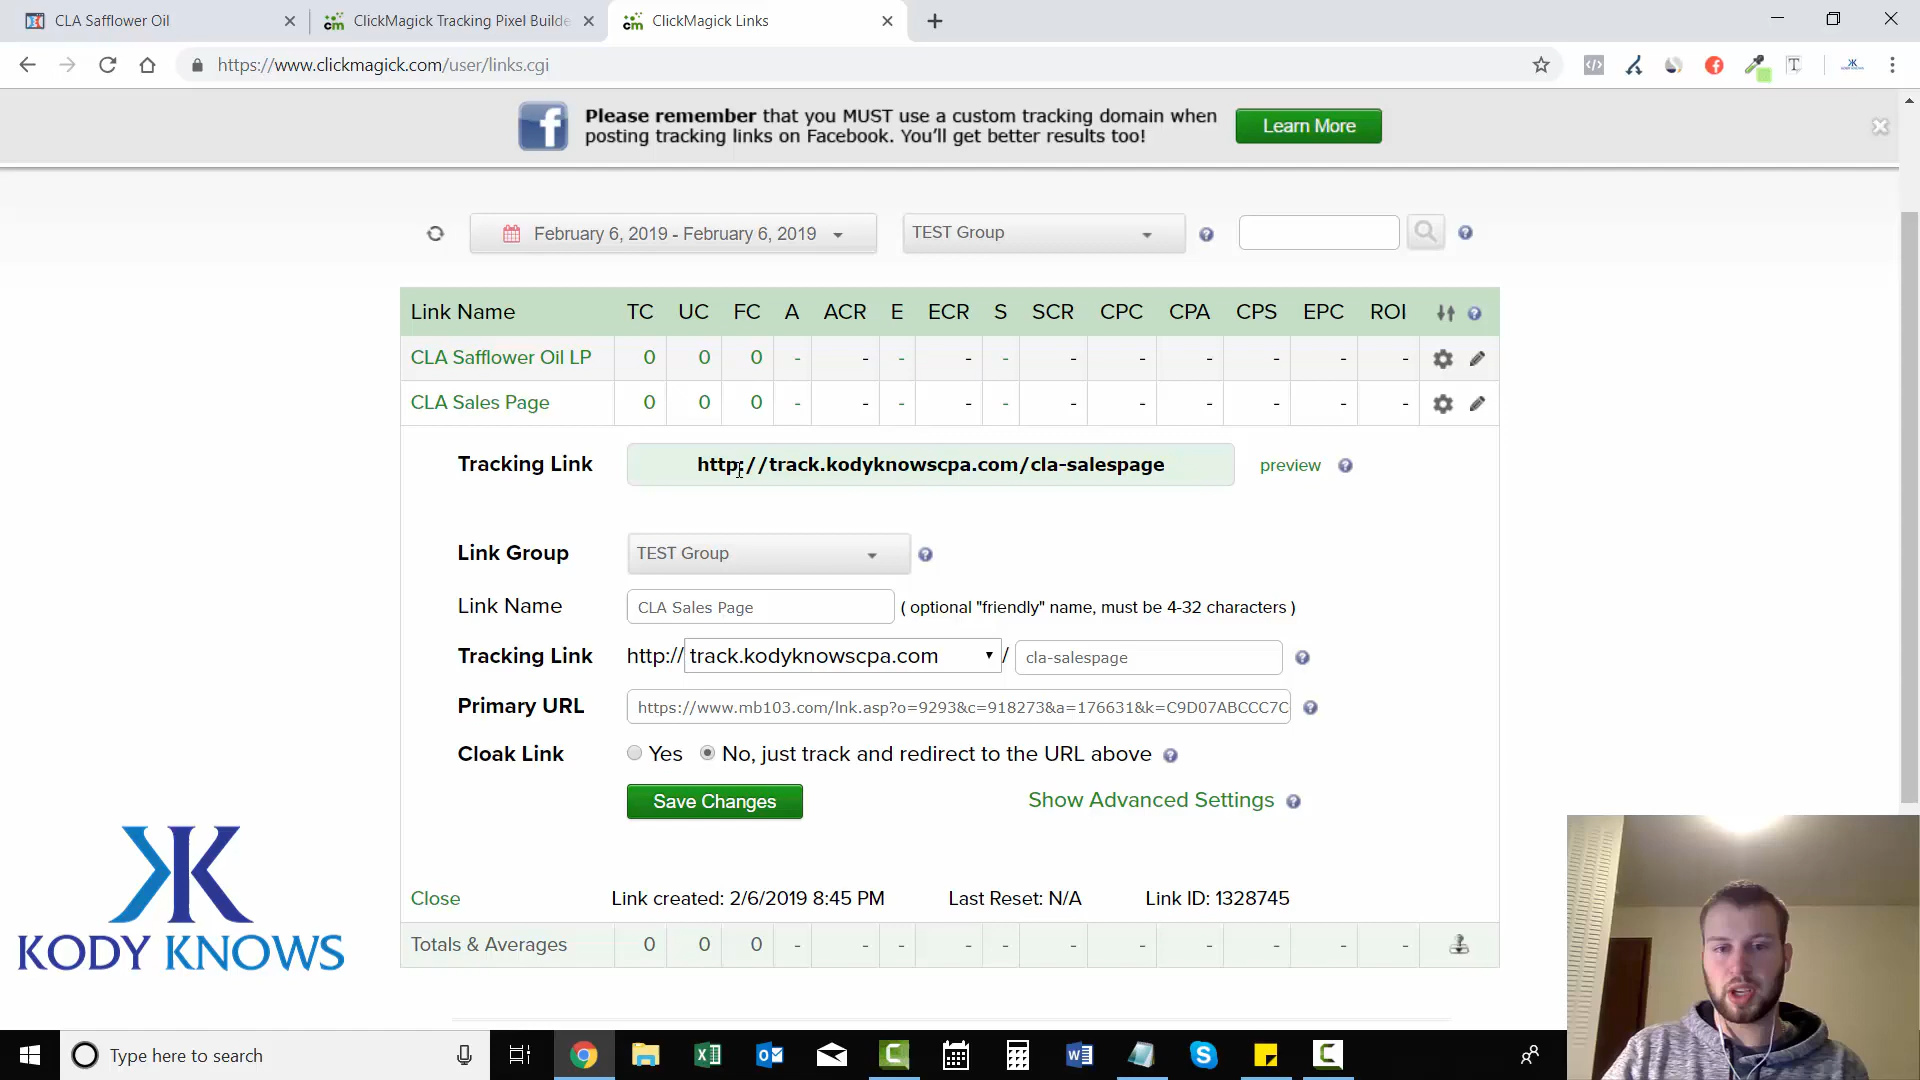 CLA Safflower Oil
ClickMagick Tracking Pixel Builde
ClickMagick Links
https://www.clickmagick.com/user/links.cgi
Please remember that you MUST use a custom tracking domain when
posting tracking links on Facebook. You'll get better results too!
Learn More
February 6, 2019 - February 6, 2019
TEST Group
Link Name TC UC FC A ACR E ECR S SCR CPC CPA CPS EPC ROI
CLA Safflower Oil LP 0 0 0 - - - - - - - - - - -
CLA Sales Page 0 0 0 - - - - - - - - - - -
Tracking Link http://track.kodyknowscpa.com/cla-salespage preview
Link Group TEST Group
Link Name CLA Sales Page ( optional "friendly" name, must be 4-32 characters )
Tracking Link http:// track.kodyknowscpa.com / cla-salespage
Primary URL https://www.mb103.com/lnk.asp?o=9293&c=918273&a=176631&k=C9D07ABCCC7C
Cloak Link Yes No, just track and redirect to the URL above
Save Changes Show Advanced Settings
Close Link created: 2/6/2019 8:45 PM Last Reset: N/A Link ID: 1328745
Totals & Averages 0 0 0 - - - - - - - - - - -
KODY KNOWS
Type here to search